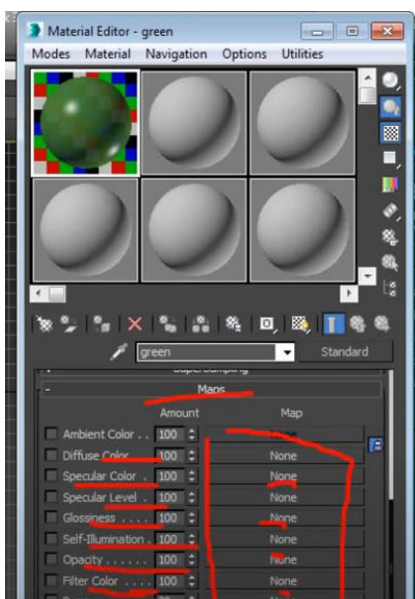 Material Editor - green
Modes Material Navigation Options Utilities
green Standard
Supersampling
- Maps
Amount Map
Ambient Color . . 100 None
Diffuse Color . . . 100 None
Specular Color . 100 None
Specular Level . 100 None
Glossiness . . . . 100 None
Self-Illumination . 100 None
Opacity . . . . . . 100 None
Filter Color . . . . 100 None